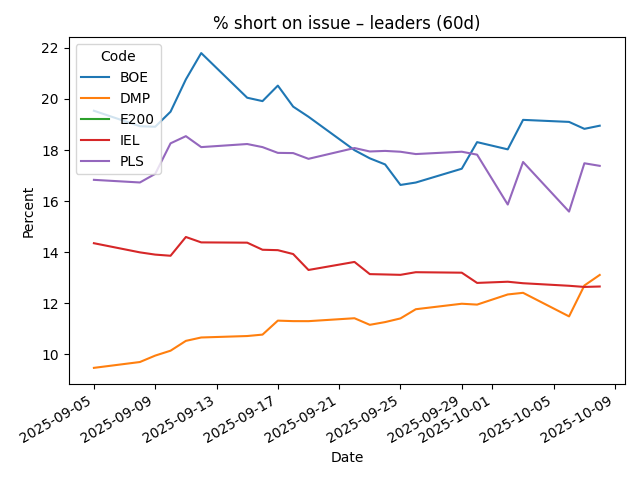 % short on issue – leaders (60d)
Code
BOE
DMP
E200
IEL
PLS
Percent
22
20
18
16
14
12
10
2025-09-05
2025-09-09
2025-09-13
2025-09-17
2025-09-21
2025-09-25
2025-09-29
2025-10-01
2025-10-05
2025-10-09
Date